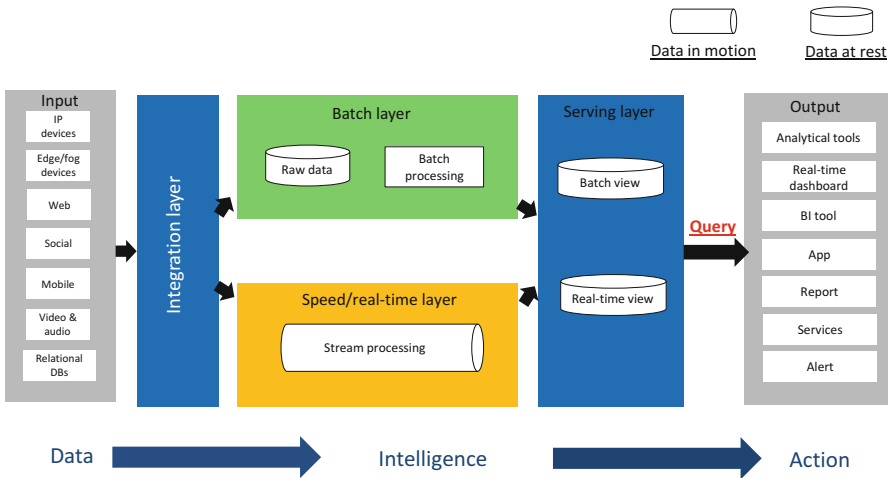 Data in motion
Data at rest
Input
IP
devices
Edge/fog
devices
Web
Social
Mobile
Video &
audio
Relational
DBs
Integration layer
Batch layer
Raw data
Batch
processing
Speed/real-time layer
Stream processing
Serving layer
Batch view
Real-time view
Query
Output
Analytical tools
Real-time
dashboard
BI tool
App
Report
Services
Alert
Data
Intelligence
Action